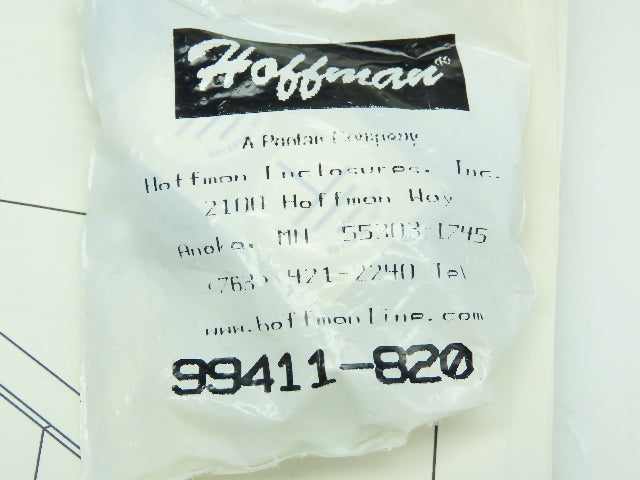 Hoffman®
A Pentair Company
Hoffman Enclosures, Inc.
2100 Hoffman Way
Anoka, MN 55303-1745
(763) 421-2240 Tel
www.hoffmanline.com
99411-820